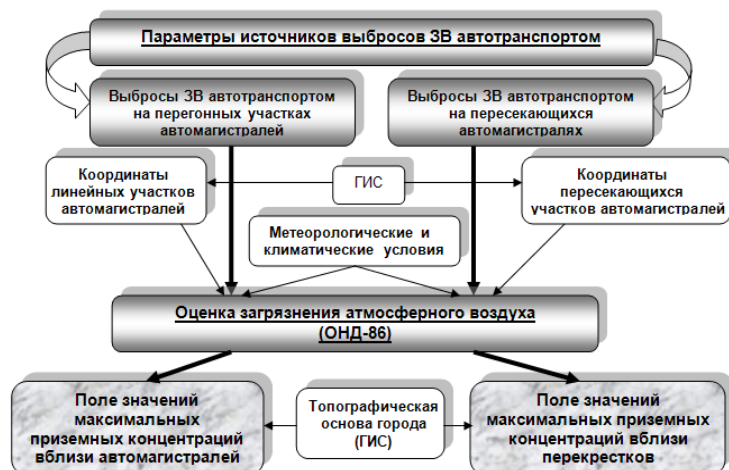 Параметры источников выбросов ЗВ автотранспортом
Выбросы ЗВ автотранспортом
на перегонных участках
автомагистралей
Выбросы ЗВ автотранспортом
на пересекающихся
автомагистралях
Координаты
линейных участков
автомагистралей
ГИС
Координаты
пересекающихся
участков автомагистралей
Метеорологические и
климатические условия
Оценка загрязнения атмосферного воздуха
(ОНД-86)
Поле значений
максимальных
приземных концентраций
вблизи автомагистралей
Топографическая
основа города
(ГИС)
Поле значений
максимальных приземных
концентраций вблизи
перекрестков